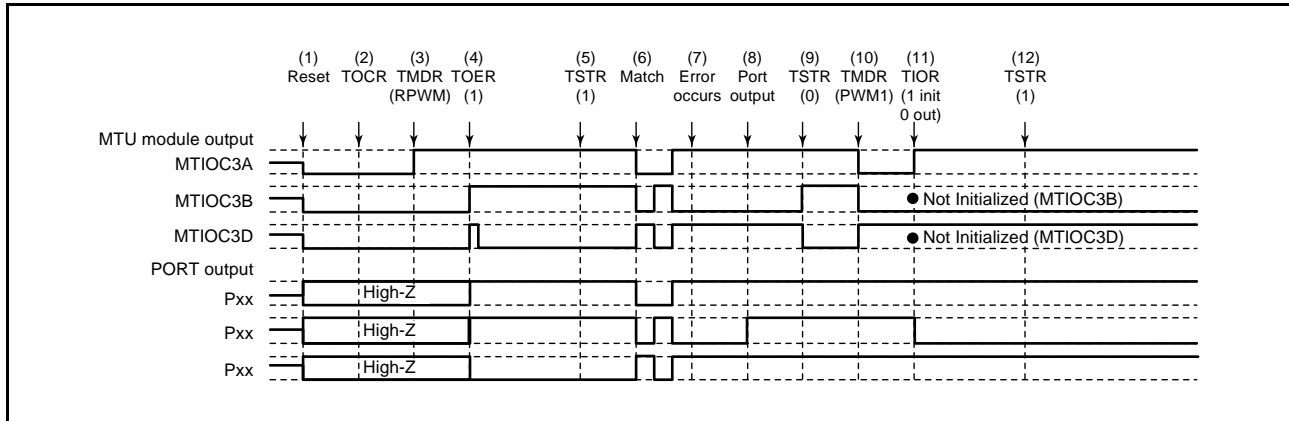 (1) (2) (3) (4) (5) (6) (7) (8) (9) (10) (11) (12)
Reset TOCR TMDR TOER TSTR Match Error Port TSTR TMDR TIOR TSTR
(RPWM) (1) (1) occurs output (0) (PWM1) (1 init (1)
0 out)
MTU module output
MTIOC3A
MTIOC3B ● Not Initialized (MTIOC3B)
MTIOC3D ● Not Initialized (MTIOC3D)
PORT output
Pxx High-Z
Pxx High-Z
Pxx High-Z